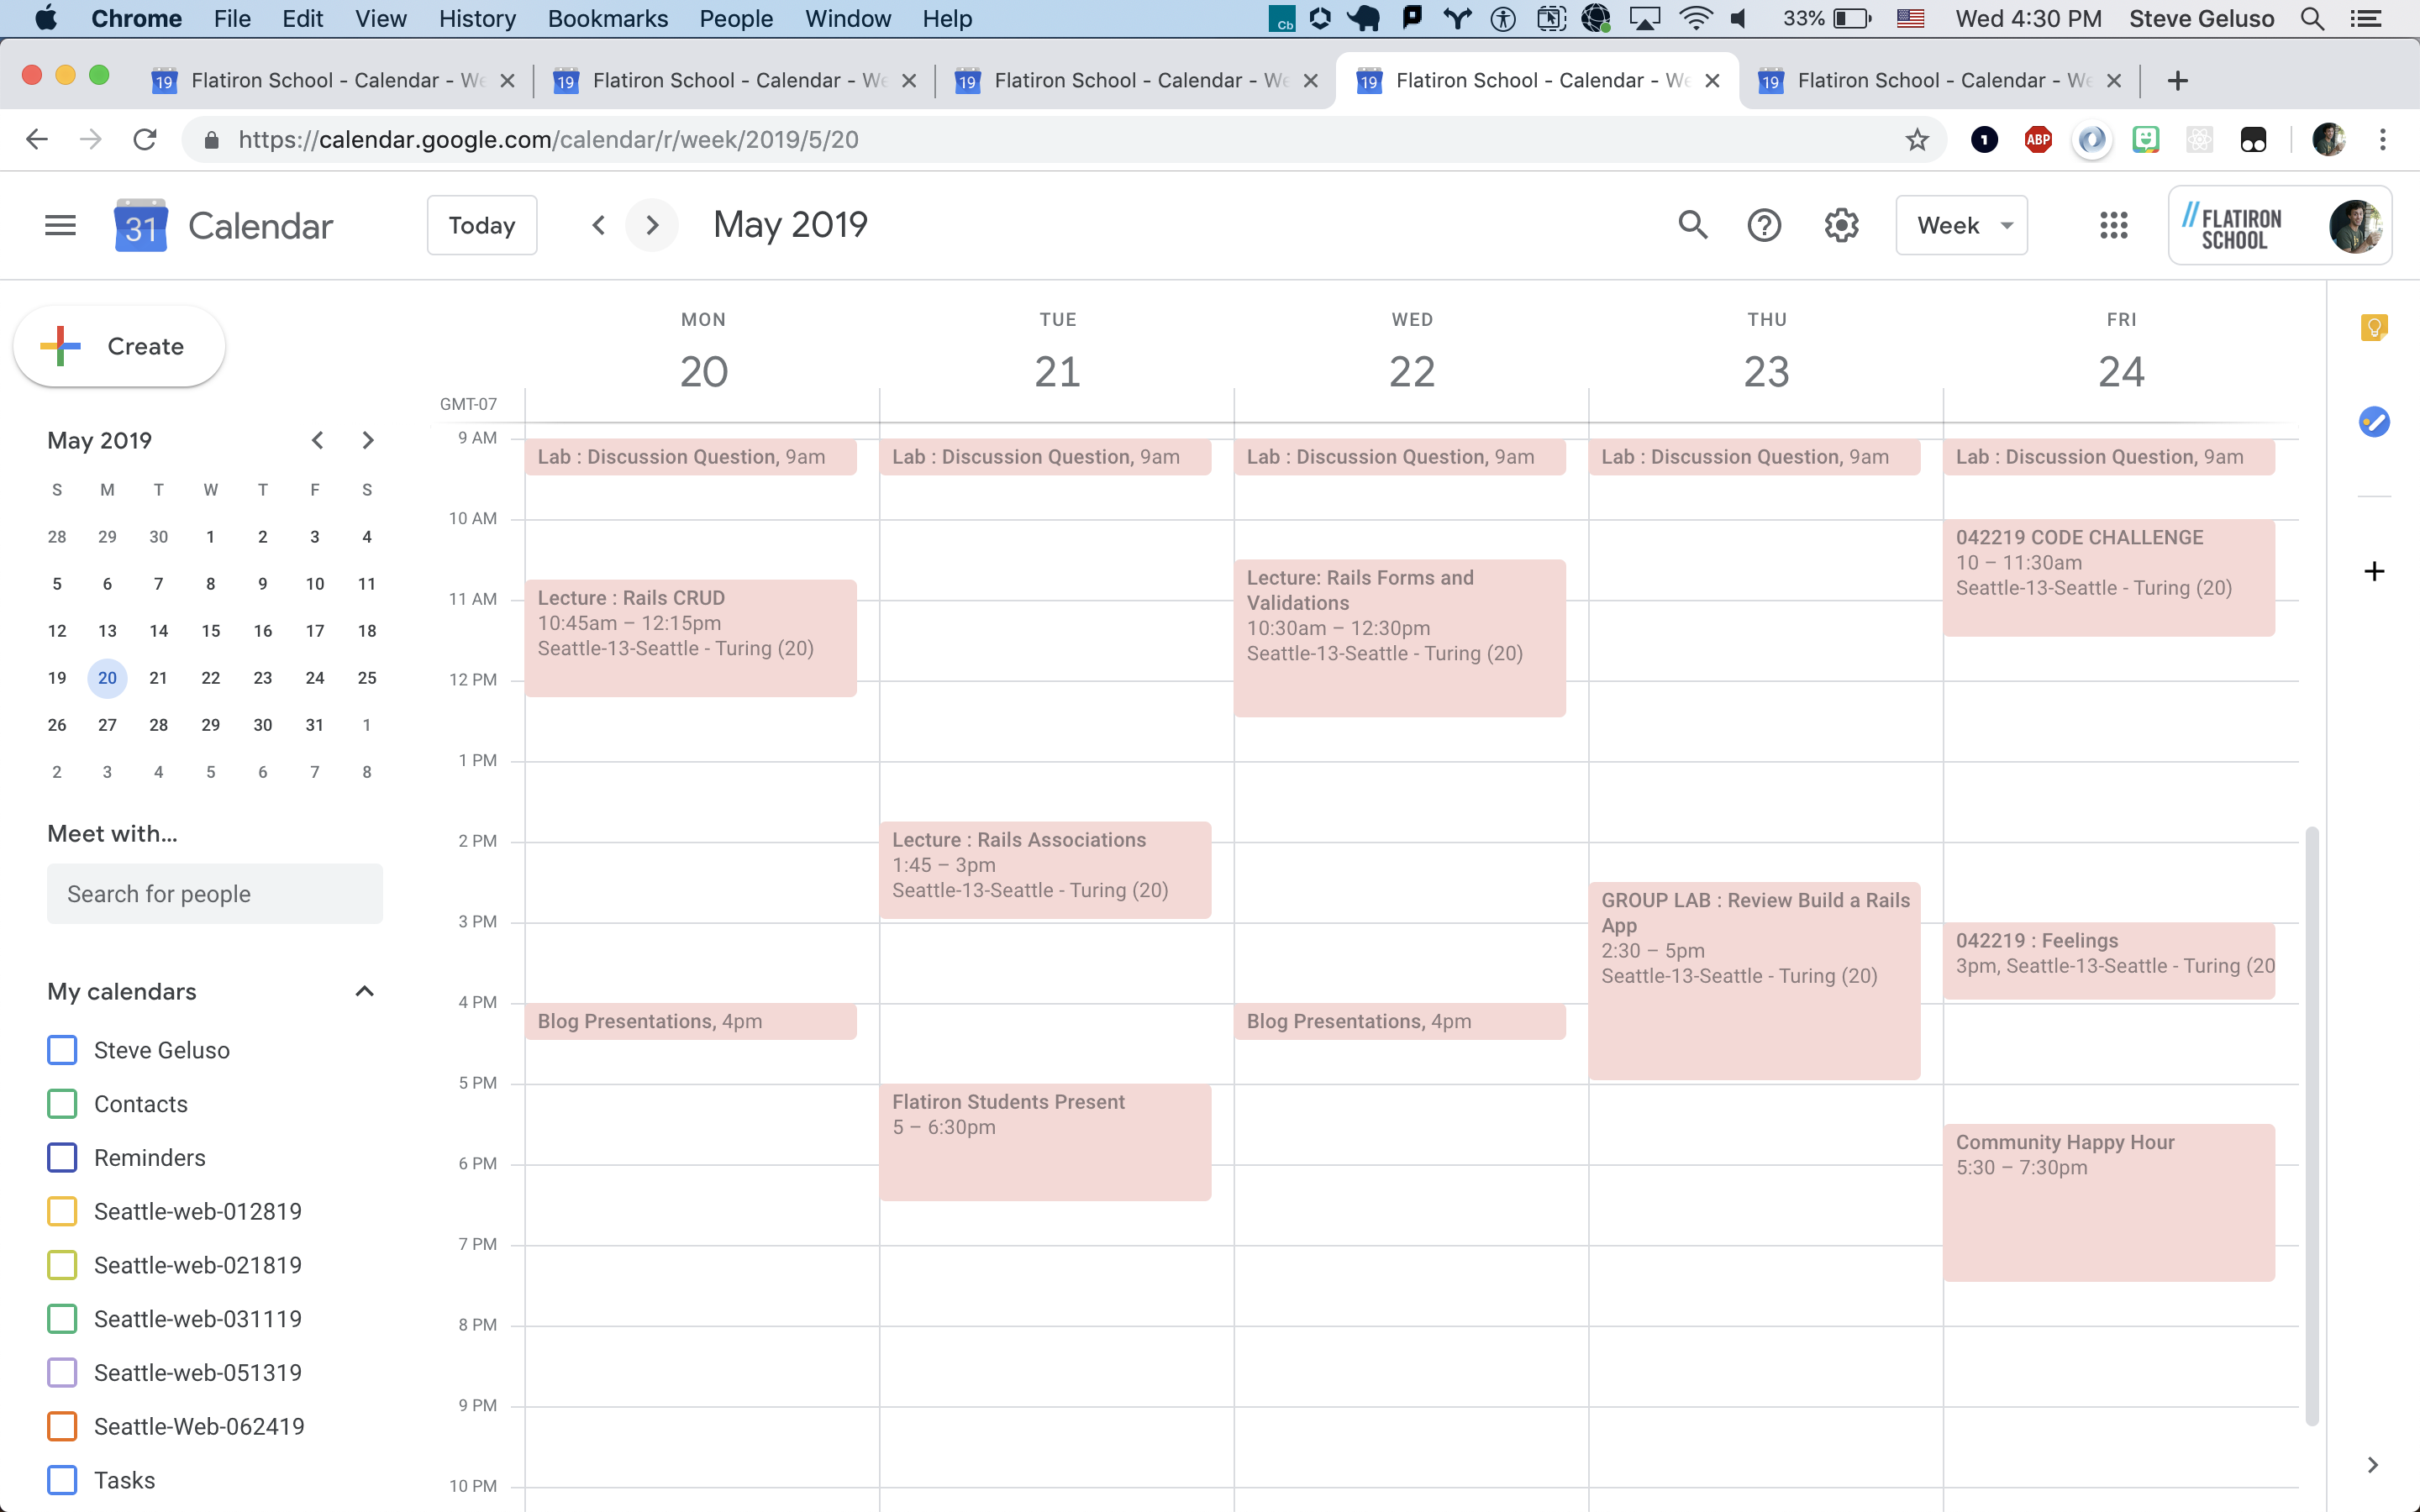 Chrome File Edit View History Bookmarks People Window Help
Cb 33% Wed 4:30 PM Steve Geluso
19 Flatiron School - Calendar - We
19 Flatiron School - Calendar - We
19 Flatiron School - Calendar - We
19 Flatiron School - Calendar - We
19 Flatiron School - Calendar - We
https://calendar.google.com/calendar/r/week/2019/5/20
1 ABP
31 Calendar
Today
May 2019
Week
//FLATIRON
SCHOOL
Create
May 2019
S M T W T F S
28 29 30 1 2 3 4
5 6 7 8 9 10 11
12 13 14 15 16 17 18
19 20 21 22 23 24 25
26 27 28 29 30 31 1
2 3 4 5 6 7 8
Meet with...
Search for people
My calendars
Steve Geluso
Contacts
Reminders
Seattle-web-012819
Seattle-web-021819
Seattle-web-031119
Seattle-web-051319
Seattle-Web-062419
Tasks
GMT-07
9 AM
10 AM
11 AM
12 PM
1 PM
2 PM
3 PM
4 PM
5 PM
6 PM
7 PM
8 PM
9 PM
10 PM
MON
20
Lab : Discussion Question, 9am
Lecture : Rails CRUD
10:45am – 12:15pm
Seattle-13-Seattle - Turing (20)
Blog Presentations, 4pm
TUE
21
Lab : Discussion Question, 9am
Lecture : Rails Associations
1:45 – 3pm
Seattle-13-Seattle - Turing (20)
Flatiron Students Present
5 – 6:30pm
WED
22
Lab : Discussion Question, 9am
Lecture: Rails Forms and
Validations
10:30am – 12:30pm
Seattle-13-Seattle - Turing (20)
Blog Presentations, 4pm
THU
23
Lab : Discussion Question, 9am
GROUP LAB : Review Build a Rails
App
2:30 – 5pm
Seattle-13-Seattle - Turing (20)
FRI
24
Lab : Discussion Question, 9am
042219 CODE CHALLENGE
10 – 11:30am
Seattle-13-Seattle - Turing (20)
042219 : Feelings
3pm, Seattle-13-Seattle - Turing (20
Community Happy Hour
5:30 – 7:30pm